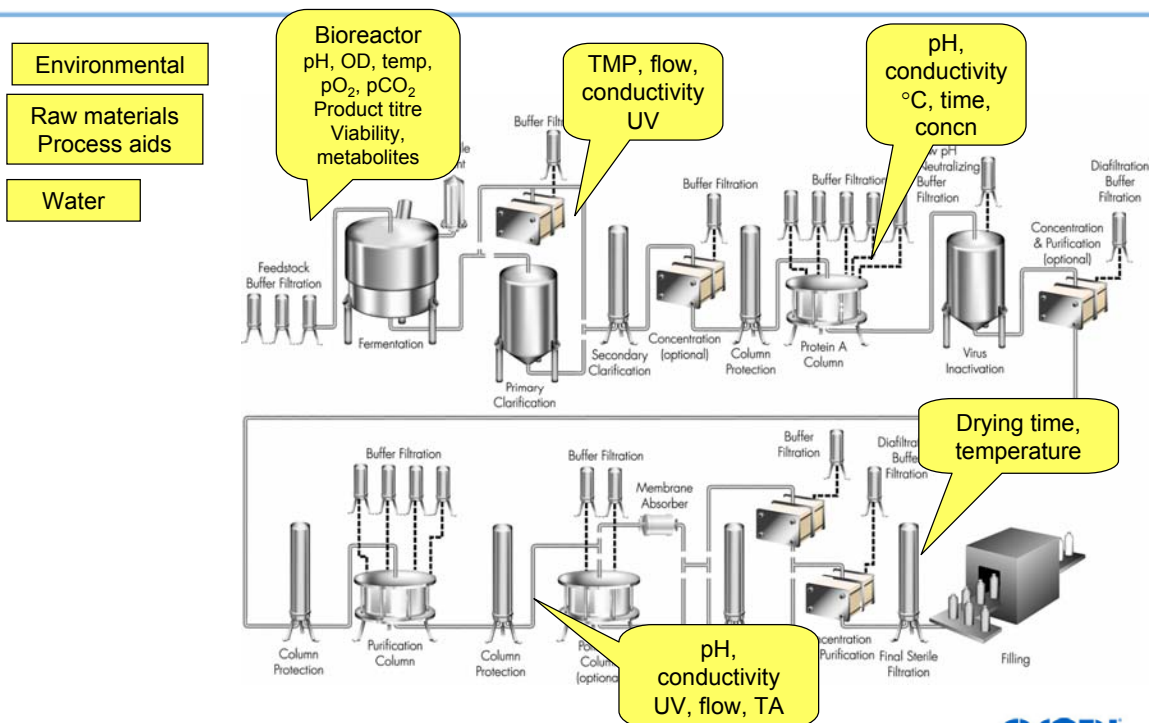 Environmental
Raw materials
Process aids
Water
Bioreactor
pH, OD, temp,
pO₂, pCO₂
Product titre
Viability,
metabolites
TMP, flow,
conductivity
UV
pH,
conductivity
°C, time,
concn
Buffer
Buffer Filtration
Buffer Filtration
pH
Neutralizing
Buffer
Filtration
Diafiltration
Buffer
Filtration
Concentration
& Purification
(optional)
Feedstock
Buffer Filtration
Fermentation
Primary
Clarification
Secondary
Clarification
Concentration
(optional)
Column
Protection
Protein A
Column
Virus
Inactivation
Drying time,
temperature
Buffer Filtration
Buffer Filtration
Membrane
Absorber
Buffer
Filtration
Buffer
Filtration
Column
Protection
Purification
Column
Column
Protection
(optional
pH,
conductivity
UV, flow, TA
Purification
Final Sterile
Filtration
Filling